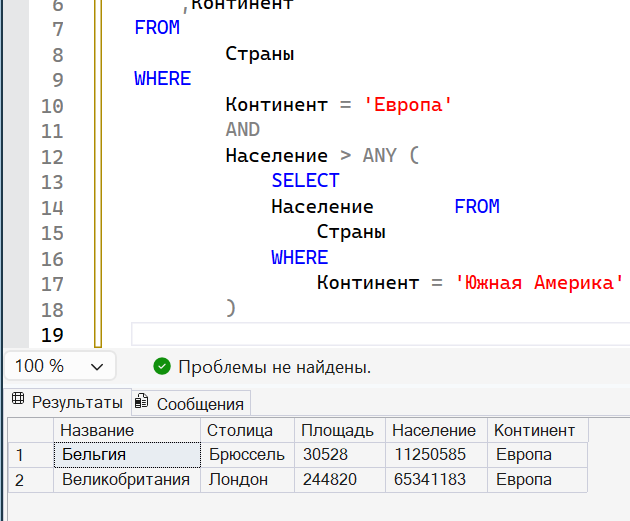 6 ,Континент
7 FROM
8 Страны
9 WHERE
10 Континент = 'Европа'
11 AND
12 Население > ANY (
13 SELECT
14 Население FROM
15 Страны
16 WHERE
17 Континент = 'Южная Америка'
18 )
19
100 % Проблемы не найдены.
Результаты Сообщения
Название Столица Площадь Население Континент
1 Бельгия Брюссель 30528 11250585 Европа
2 Великобритания Лондон 244820 65341183 Европа